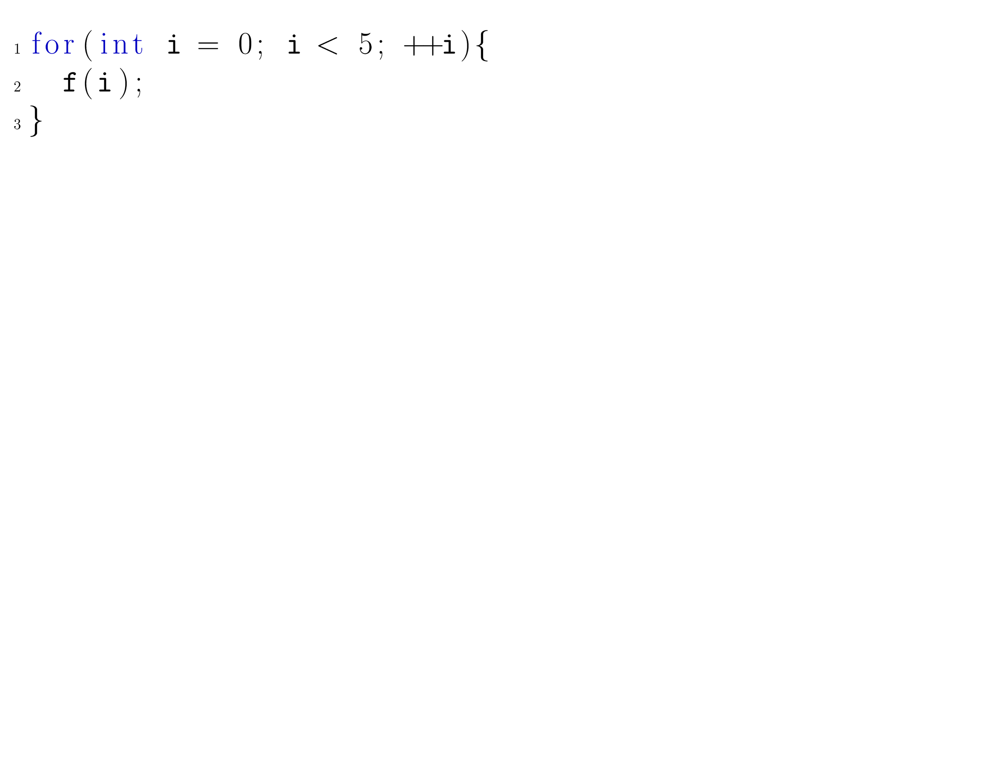 1 for(int i = 0; i < 5; ++i){
2   f(i);
3 }